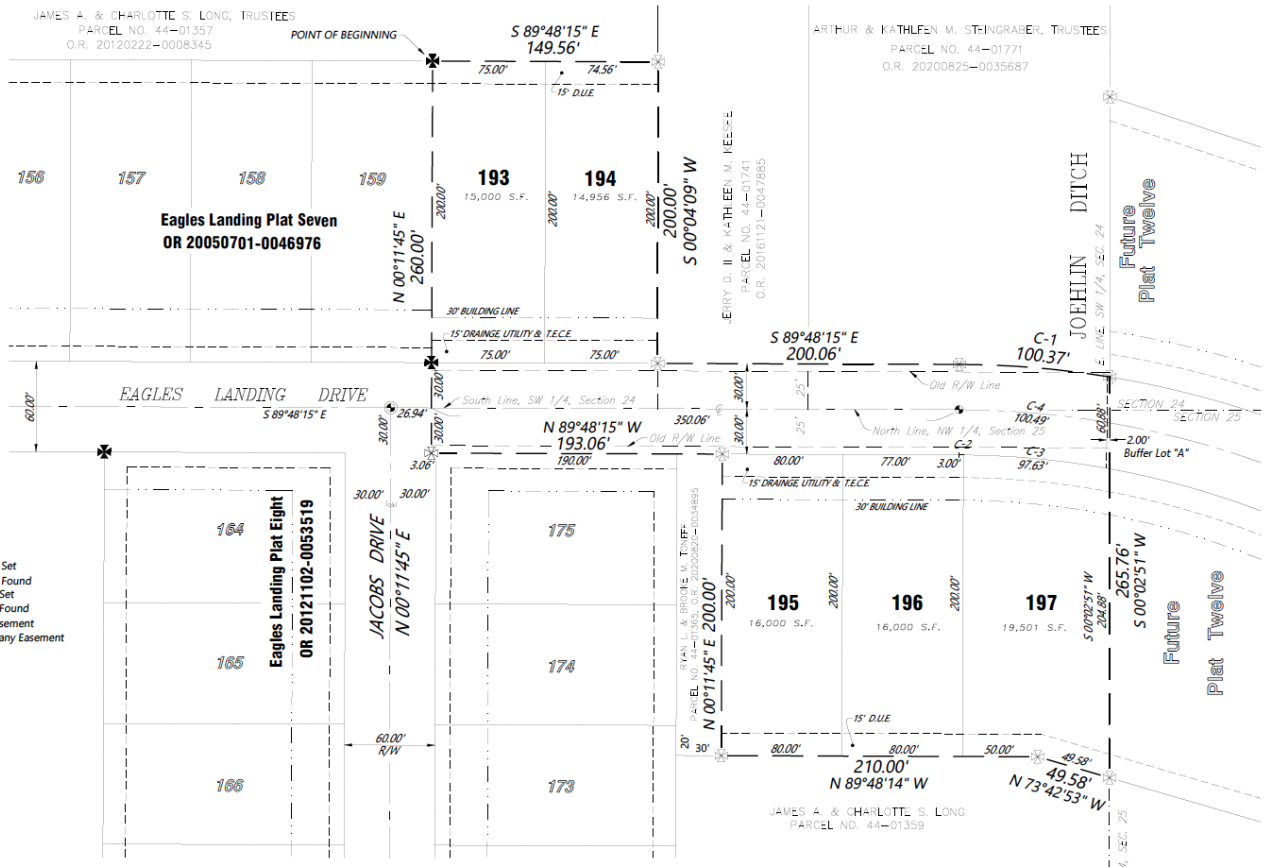 JAMES A. & CHARLOTTE S. LONG, TRUSTEES
PARCEL NO. 44-01357
O.R. 20120222-0008345
POINT OF BEGINNING
S 89°48'15" E
149.56'
75.00'
74.56'
15' D.U.E.
ARTHUR & KATHLEEN M. STEINGRABER, TRUSTEES
PARCEL NO. 44-01771
O.R. 20200825-0035687
156
157
158
159
193
15,000 S.F.
194
14,956 S.F.
Eagles Landing Plat Seven
OR 20050701-0046976
N 00°11'45" E
260.00'
200.00'
200.00'
200.00'
200.00'
S 00°04'09" W
JERRY D. II & KATHLEEN M. KEESEE
PARCEL NO. 44-01741
O.R. 20161121-0047885
JOEHLIN DITCH
E. LINE, SW 1/4, SEC. 24
Future
Plat Twelve
30' BUILDING LINE
15' DRAINGE, UTILITY & T.E.C.E.
75.00'
75.00'
S 89°48'15" E
200.06'
C-1
100.37'
Old R/W Line
60.00'
EAGLES LANDING DRIVE
S 89°48'15" E
26.94'
30.00'
30.00'
30.00'
South Line, SW 1/4, Section 24
350.06'
30.00'
30.00'
25'
25'
North Line, NW 1/4, Section 25
C-4
100.49'
60.88'
SECTION 24
SECTION 25
N 89°48'15" W
193.06'
Old R/W Line
190.00'
3.06'
C-2
C-3
80.00'
77.00'
3.00'
97.63'
2.00'
Buffer Lot "A"
15' DRAINAGE, UTILITY & T.E.C.E.
30' BUILDING LINE
30.00'
30.00'
JACOBS DRIVE
N 00°11'45" E
Eagles Landing Plat Eight
OR 20121102-0053519
164
165
166
175
174
173
60.00'
R/W
Set
Found
Set
Found
sement
any Easement
RYAN L. & BROOKE M.
PARCEL NO. 44-01365, O.R. 20200820-0034895
N 00°11'45" E 200.00'
200.00'
200.00'
200.00'
195
16,000 S.F.
196
16,000 S.F.
197
19,501 S.F.
S 00°02'51" W
204.88'
265.76'
S 00°02'51" W
Future
Plat Twelve
20'
30'
15' D.U.E.
80.00'
80.00'
50.00'
210.00'
N 89°48'14" W
49.58'
49.58'
N 73°42'53" W
JAMES A. & CHARLOTTE S. LONG
PARCEL NO. 44-01359
SEC. 25